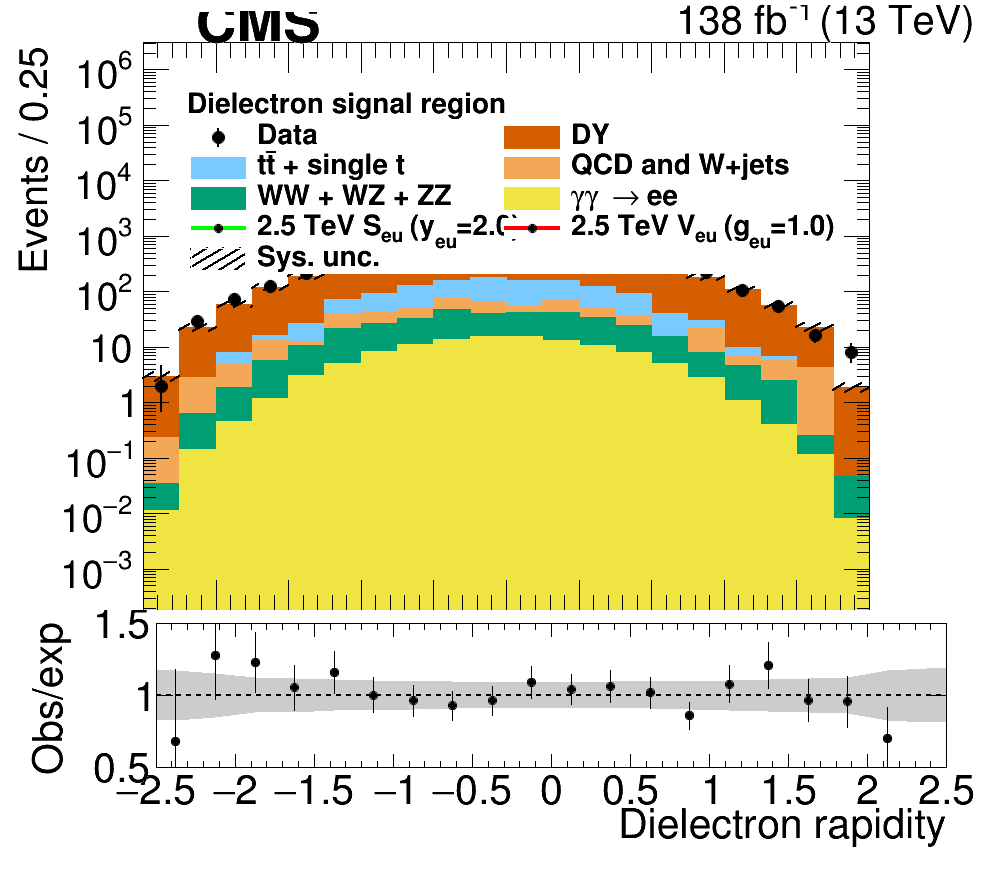 CMS 138 fb⁻¹ (13 TeV)
Events / 0.25
10⁶
10⁵
10⁴
10³
10²
10
1
10⁻¹
10⁻²
10⁻³
Dielectron signal region
Data DY
tt̄ + single t QCD and W+jets
WW + WZ + ZZ γγ → ee
2.5 TeV S_eu (y_eu=2.0 2.5 TeV V_eu (g_eu=1.0)
Sys. unc.
Obs/exp
1.5
1
0.5
−2.5 −2 −1.5 −1 −0.5 0 0.5 1 1.5 2 2.5
Dielectron rapidity